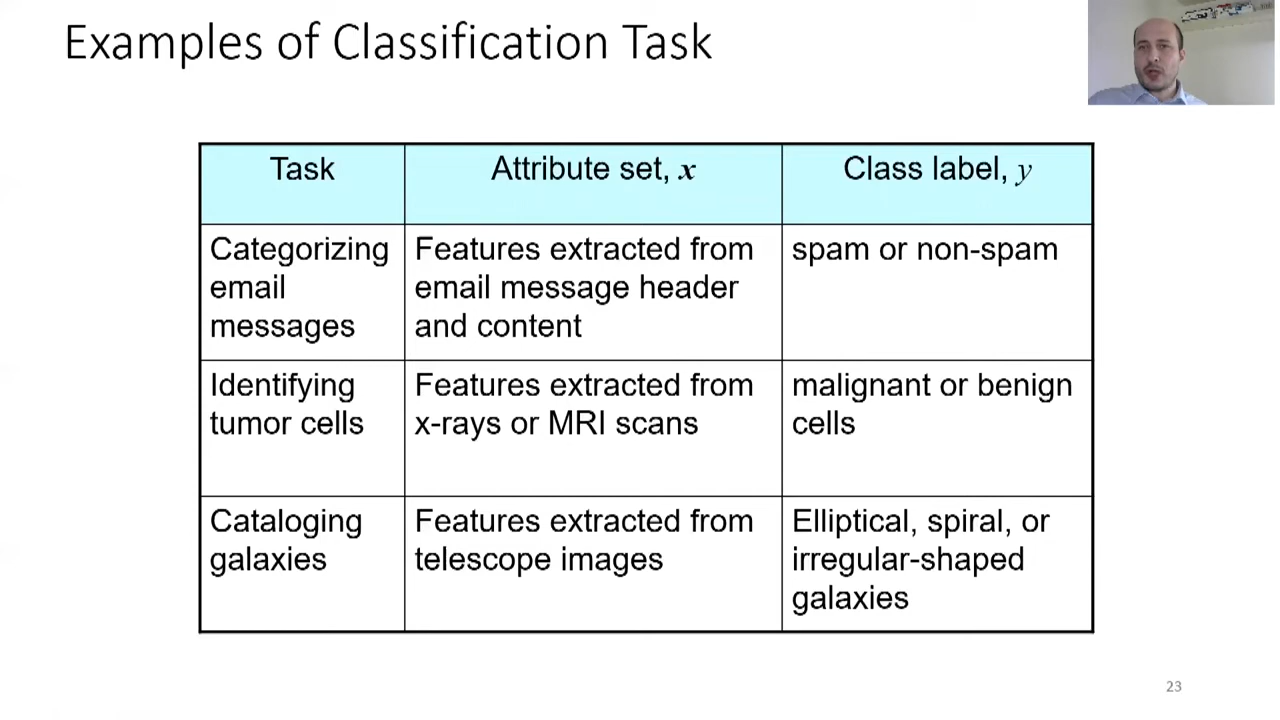 Examples of Classification Task
Task
Attribute set, x
Class label, y
Categorizing
email
messages
Features extracted from
email message header
and content
spam or non-spam
Identifying
tumor cells
Features extracted from
x-rays or MRI scans
malignant or benign
cells
Cataloging
galaxies
Features extracted from
telescope images
Elliptical, spiral, or
irregular-shaped
galaxies
23